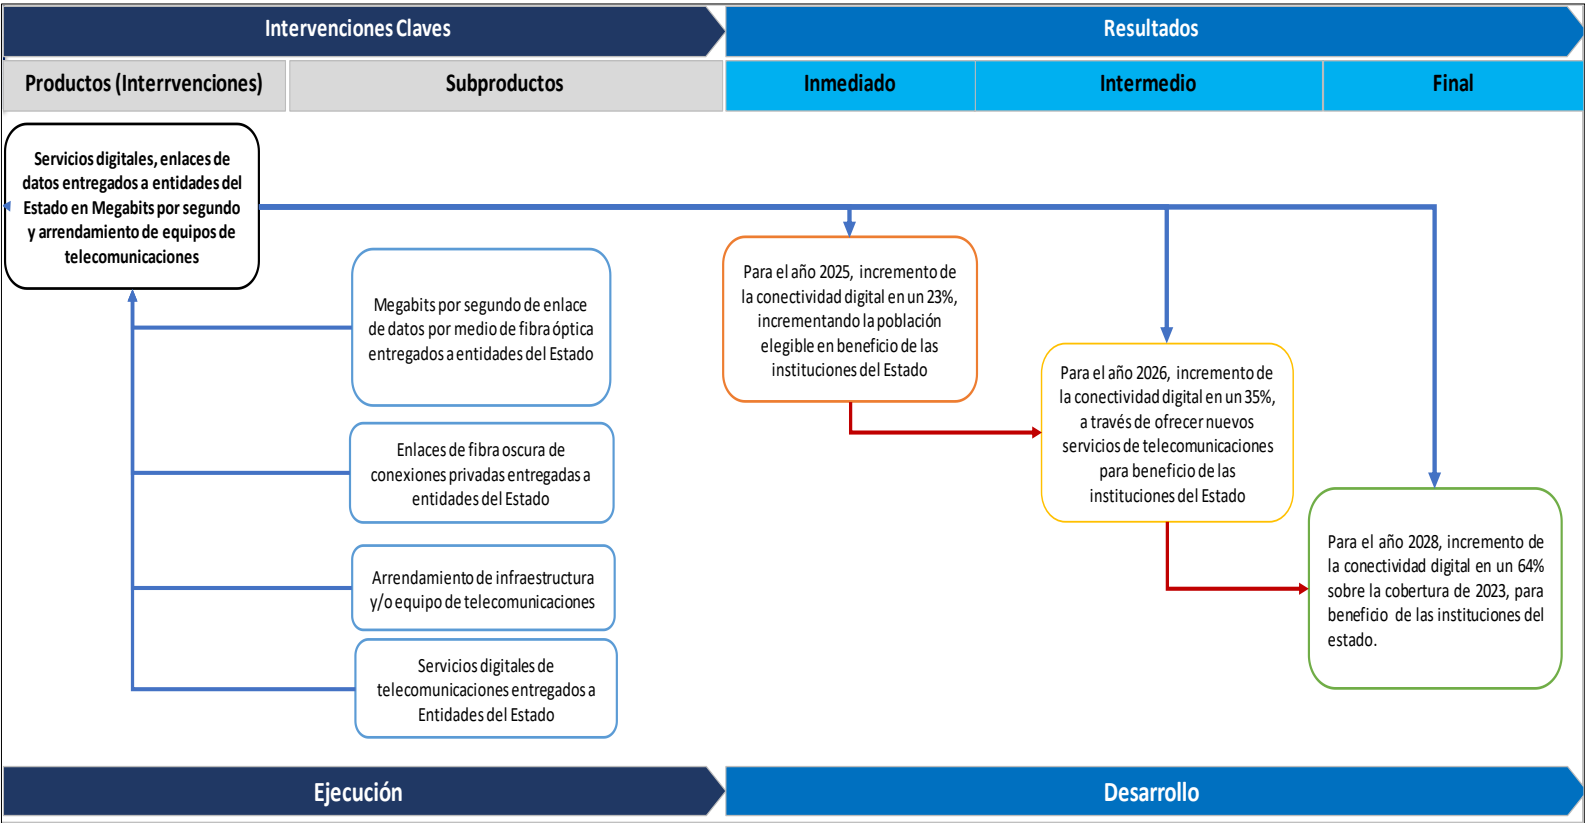 Intervenciones Claves
Resultados
Productos (Interrvenciones)
Subproductos
Inmediado
Intermedio
Final
Servicios digitales, enlaces de
datos entregados a entidades del
Estado en Megabits por segundo
y arrendamiento de equipos de
telecomunicaciones
Megabits por segundo de enlace
de datos por medio de fibra óptica
entregados a entidades del Estado
Enlaces de fibra oscura de
conexiones privadas entregadas a
entidades del Estado
Arrendamiento de infraestructura
y/o equipo de telecomunicaciones
Servicios digitales de
telecomunicaciones entregados a
Entidades del Estado
Para el año 2025, incremento de
la conectividad digital en un 23%,
incrementando la población
elegible en beneficio de las
instituciones del Estado
Para el año 2026, incremento de
la conectividad digital en un 35%,
a través de ofrecer nuevos
servicios de telecomunicaciones
para beneficio de las
instituciones del Estado
Para el año 2028, incremento de
la conectividad digital en un 64%
sobre la cobertura de 2023, para
beneficio de las instituciones del
estado.
Ejecución
Desarrollo